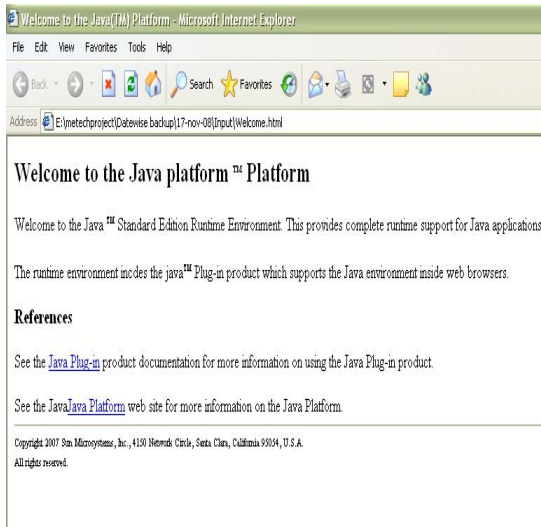 Welcome to the Java(TM) Platform - Microsoft Internet Explorer
File Edit View Favorites Tools Help
Back Search Favorites
Address E:\metechproject\Datewise backup\17-nov-08\Input\Welcome.html
Welcome to the Java platform ™ Platform
Welcome to the Java ™ Standard Edition Runtime Environment. This provides complete runtime support for Java applications
The runtime environment incdes the java™ Plug-in product which supports the Java environment inside web browsers.
References
See the Java Plug-in product documentation for more information on using the Java Plug-in product.
See the JavaJava Platform web site for more information on the Java Platform.
Copyright 2007 Sun Microsystems, Inc., 4150 Network Circle, Santa Clara, California 95054, U.S.A.
All rights reserved.